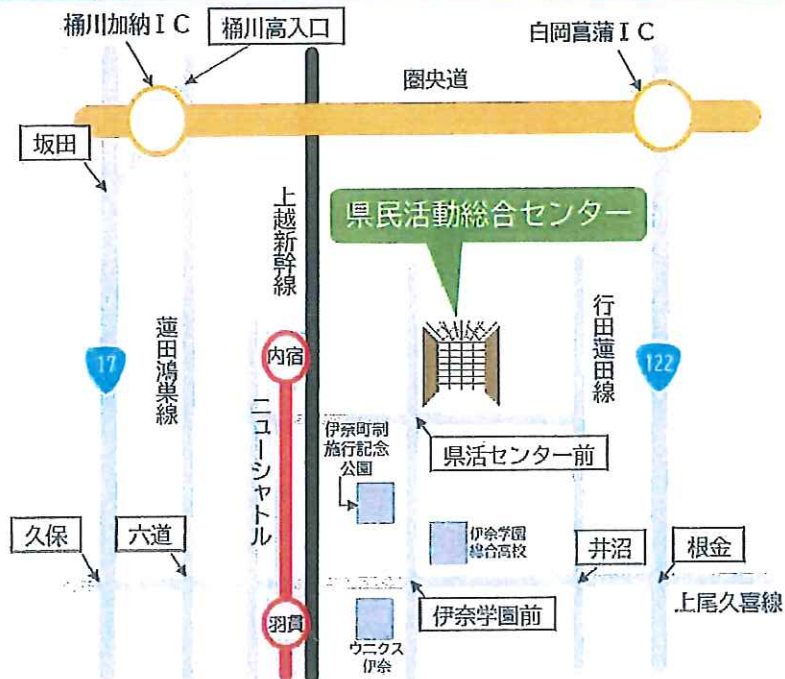 桶川加納ＩＣ
桶川高入口
白岡菖蒲ＩＣ
圏央道
坂田
上越新幹線
県民活動総合センター
蓮田鴻巣線
行田蓮田線
17
内宿
122
ニューシャトル
伊奈町制
施行記念
公園
県活センター前
久保
六道
伊奈学園
総合高校
井沼
根金
上尾久喜線
羽貫
伊奈学園前
ウニクス
伊奈